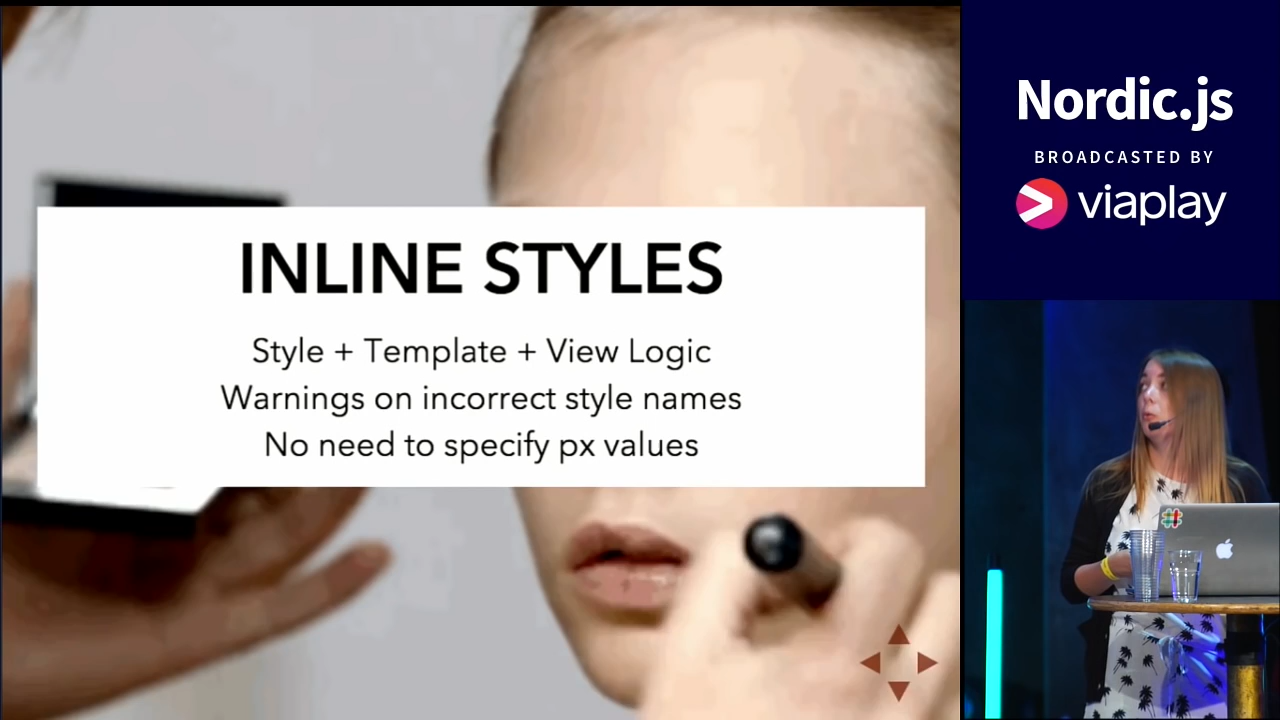 INLINE STYLES
Style + Template + View Logic
Warnings on incorrect style names
No need to specify px values
Nordic.js
BROADCASTED BY
viaplay